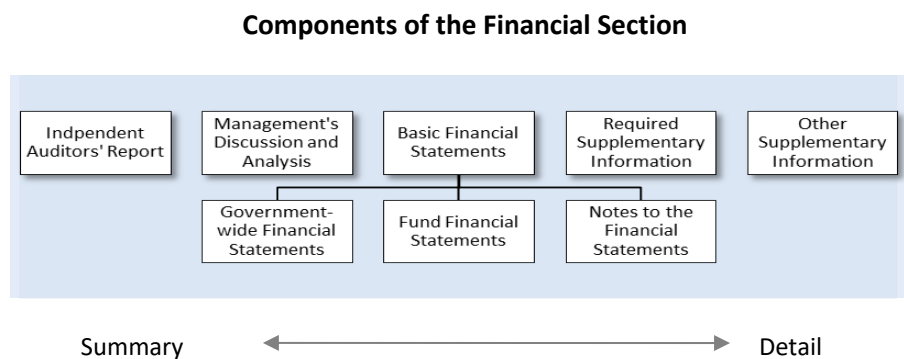 Components of the Financial Section
Indpendent
Auditors' Report
Management's
Discussion and
Analysis
Basic Financial
Statements
Required
Supplementary
Information
Other
Supplementary
Information
Government-
wide Financial
Statements
Fund Financial
Statements
Notes to the
Financial
Statements
Summary
Detail